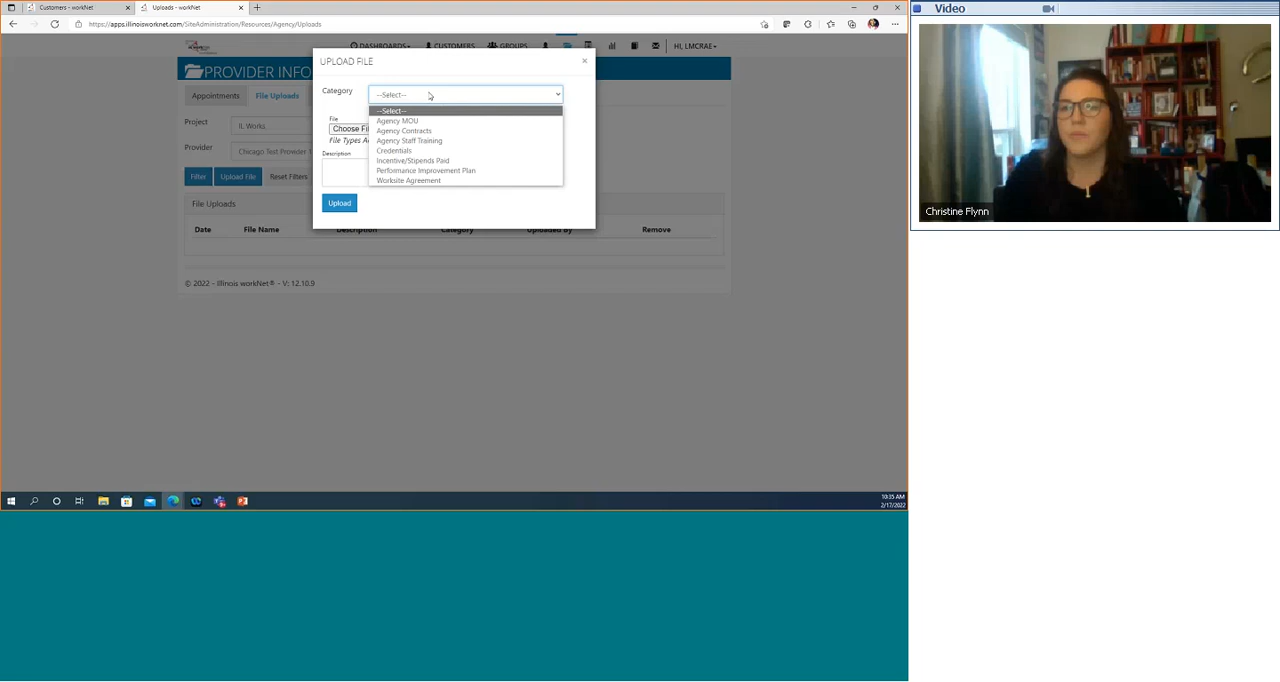 Customers - workNet
Uploads - workNet
https://apps.illinoisworknet.com/SiteAdministration/Resources/Agency/Uploads
DASHBOARDS
CUSTOMERS
GROUPS
HI, LMCRAE
PROVIDER INFO
Appointments
File Uploads
Project
IL Works
Provider
Chicago Test Provider 1
Filter
Upload File
Reset Filters
File Uploads
Date
File Name
Description
Category
Uploaded By
Remove
© 2022 - Illinois workNet® - V: 12.10.9
UPLOAD FILE
×
Category
--Select--
--Select--
Agency MOU
Agency Contracts
Agency Staff Training
Credentials
Incentive/Stipends Paid
Performance Improvement Plan
Worksite Agreement
File
Choose Fi
File Types A
Description
Upload
10:35 AM
2/17/2022
Video
Christine Flynn